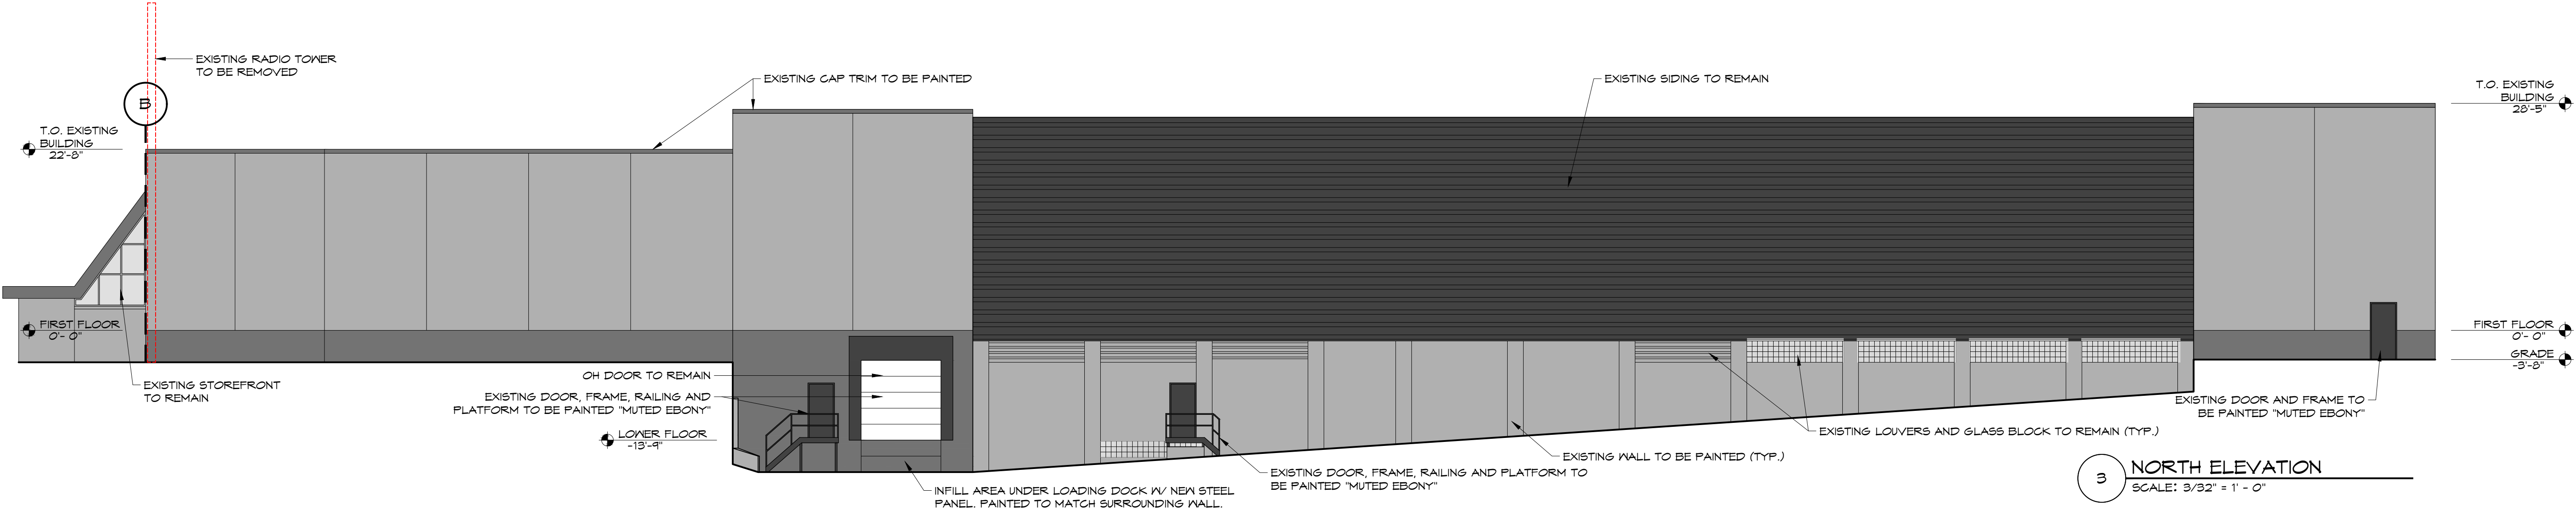 EXISTING RADIO TOWER
TO BE REMOVED
B
T.O. EXISTING
BUILDING
22'-8"
EXISTING CAP TRIM TO BE PAINTED
EXISTING SIDING TO REMAIN
T.O. EXISTING
BUILDING
28'-5"
FIRST FLOOR
0'- 0"
FIRST FLOOR
0'- 0"
GRADE
-3'-8"
EXISTING STOREFRONT
TO REMAIN
OH DOOR TO REMAIN
EXISTING DOOR, FRAME, RAILING AND
PLATFORM TO BE PAINTED "MUTED EBONY"
LOWER FLOOR
-13'-9"
EXISTING DOOR AND FRAME TO
BE PAINTED "MUTED EBONY"
EXISTING LOUVERS AND GLASS BLOCK TO REMAIN (TYP.)
EXISTING WALL TO BE PAINTED (TYP.)
EXISTING DOOR, FRAME, RAILING AND PLATFORM TO
BE PAINTED "MUTED EBONY"
INFILL AREA UNDER LOADING DOCK W/ NEW STEEL
PANEL. PAINTED TO MATCH SURROUNDING WALL.
3
NORTH ELEVATION
SCALE: 3/32" = 1' - 0"